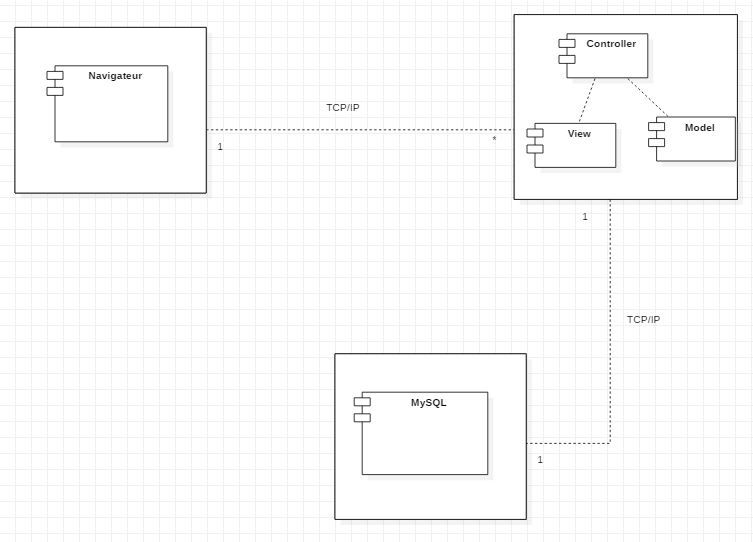 Navigateur
TCP/IP
1
*
Controller
View
Model
1
TCP/IP
MySQL
1